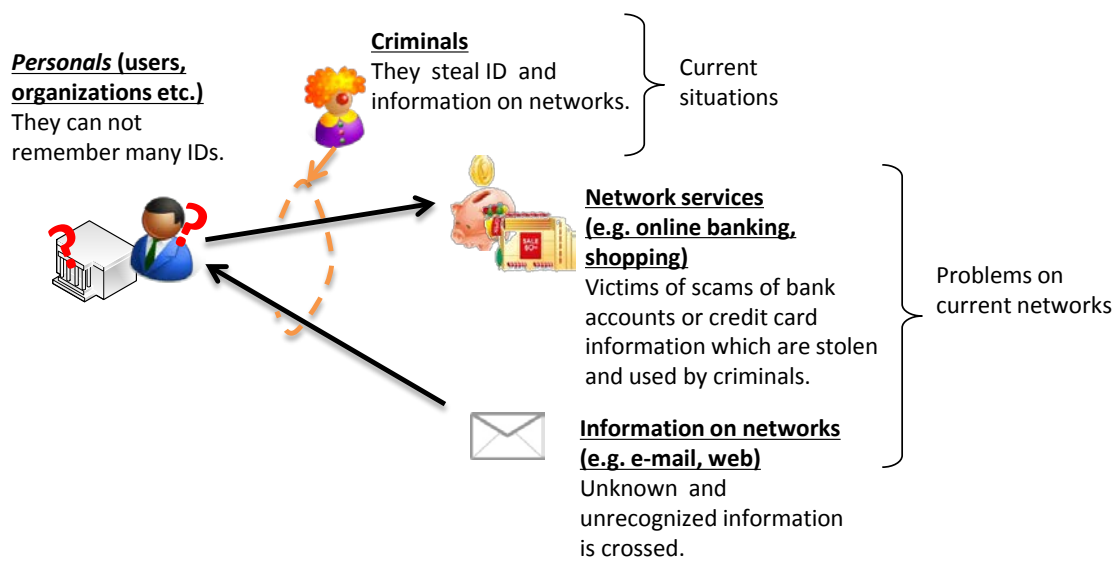 Personals (users,
organizations etc.)
They can not
remember many IDs.
Criminals
They  steal ID  and
information on networks.
Current
situations
?
?
SALE
Network services
(e.g. online banking,
shopping)
Victims of scams of bank
accounts or credit card
information which are stolen
and used by criminals.
Problems on
current networks
Information on networks
(e.g. e-mail, web)
Unknown  and
unrecognized information
is crossed.